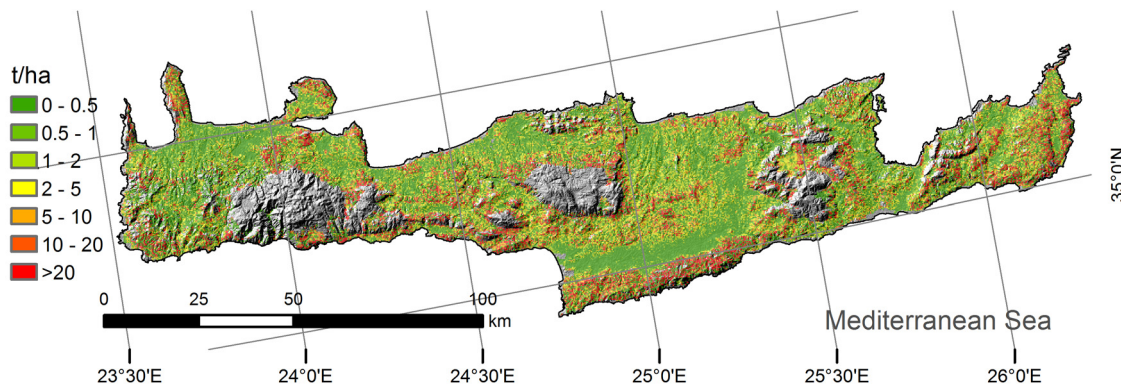 t/ha
0 - 0.5
0.5 - 1
1 - 2
2 - 5
5 - 10
10 - 20
>20
35°0'N
0 25 50 100
km
Mediterranean Sea
23°30'E 24°0'E 24°30'E 25°0'E 25°30'E 26°0'E